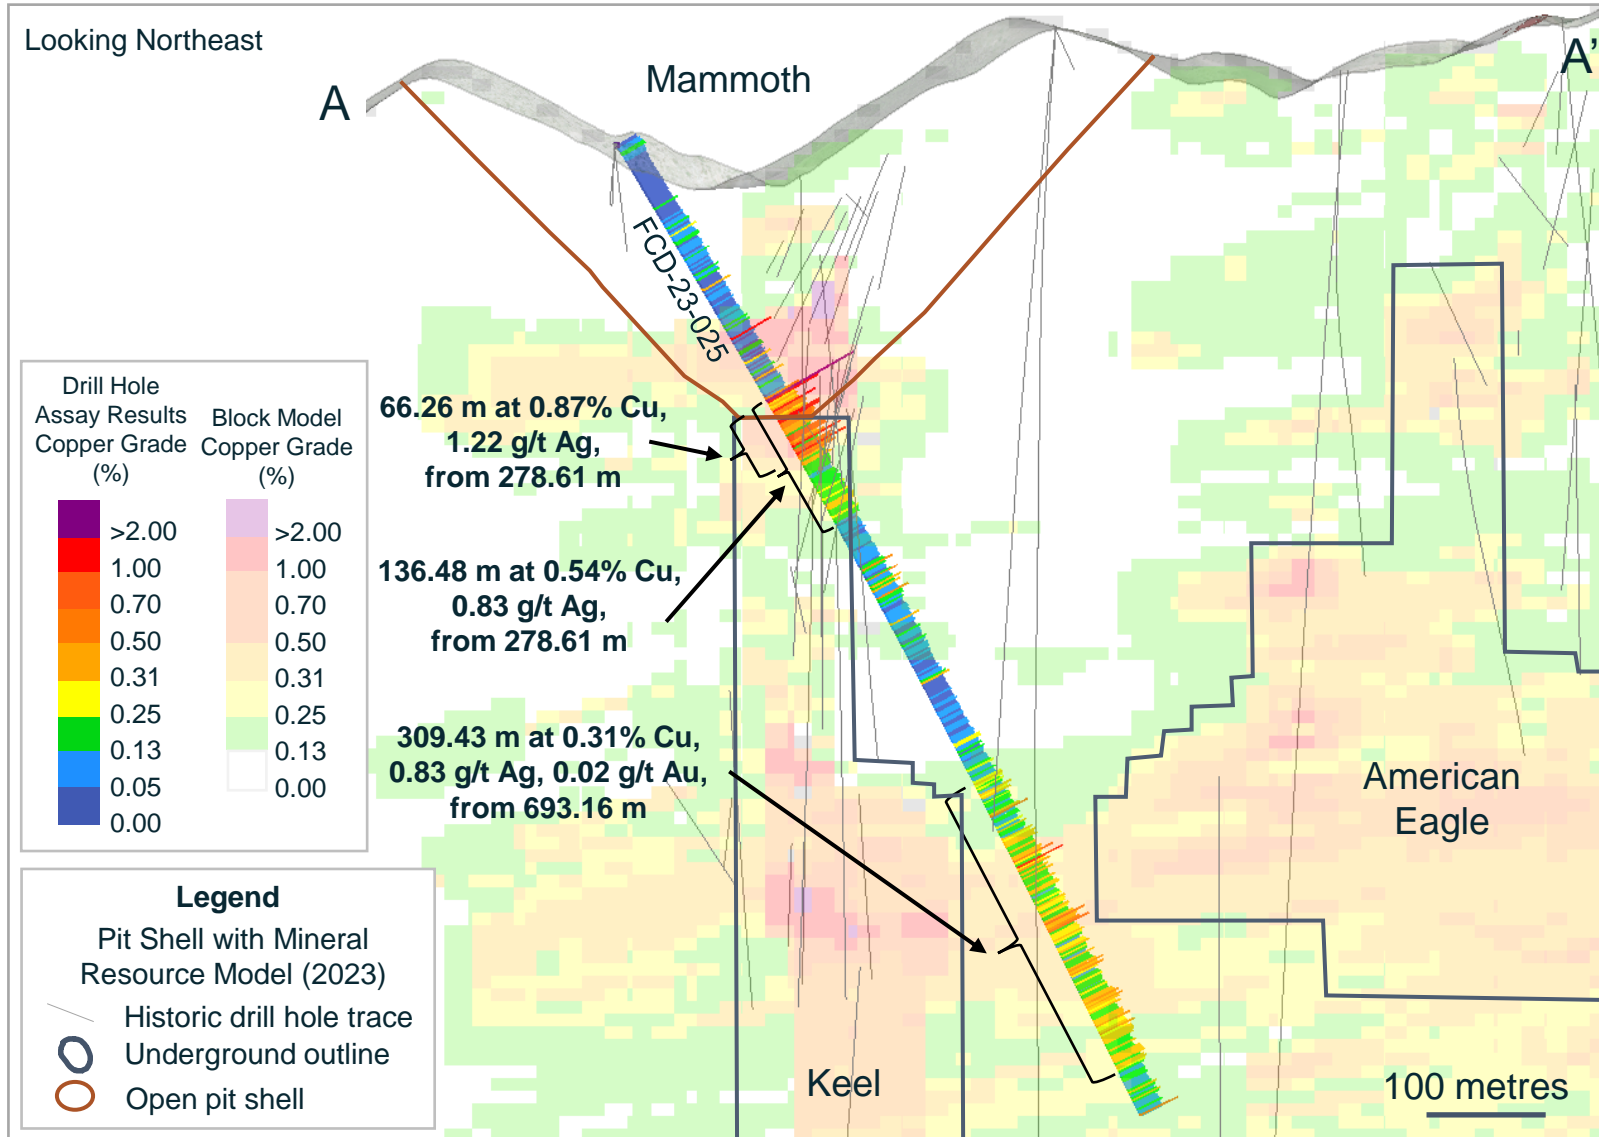 Looking Northeast
A
Mammoth
A'
FCD-23-025
66.26 m at 0.87% Cu,
1.22 g/t Ag,
from 278.61 m
136.48 m at 0.54% Cu,
0.83 g/t Ag,
from 278.61 m
309.43 m at 0.31% Cu,
0.83 g/t Ag, 0.02 g/t Au,
from 693.16 m
American
Eagle
Keel
100 metres
Drill Hole
Assay Results
Copper Grade
(%)
>2.00
1.00
0.70
0.50
0.31
0.25
0.13
0.05
0.00
Block Model
Copper Grade
(%)
>2.00
1.00
0.70
0.50
0.31
0.25
0.13
0.00
Legend
Pit Shell with Mineral
Resource Model (2023)
Historic drill hole trace
Underground outline
Open pit shell